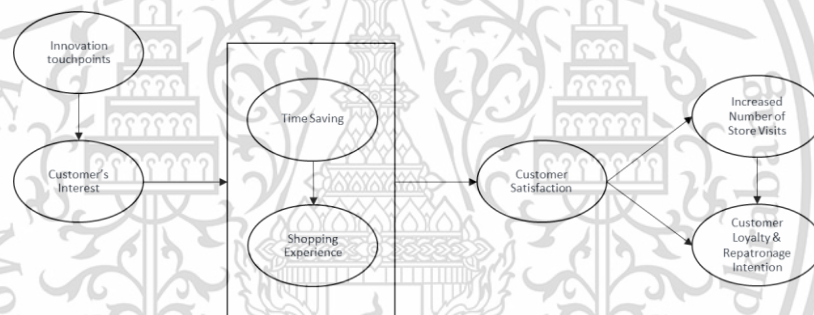 Innovation
touchpoints
Customer's
Interest
Time Saving
Shopping
Experience
Customer
Satisfaction
Increased
Number of
Store Visits
Customer
Loyalty &
Repatronage
Intention